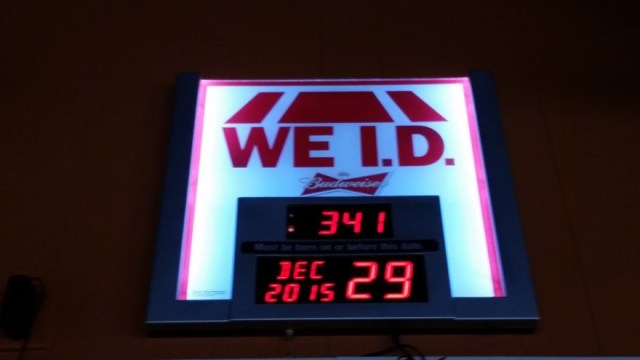 WE I.D.
Budweiser
341
Must be born on or before this date
DEC 29
2015